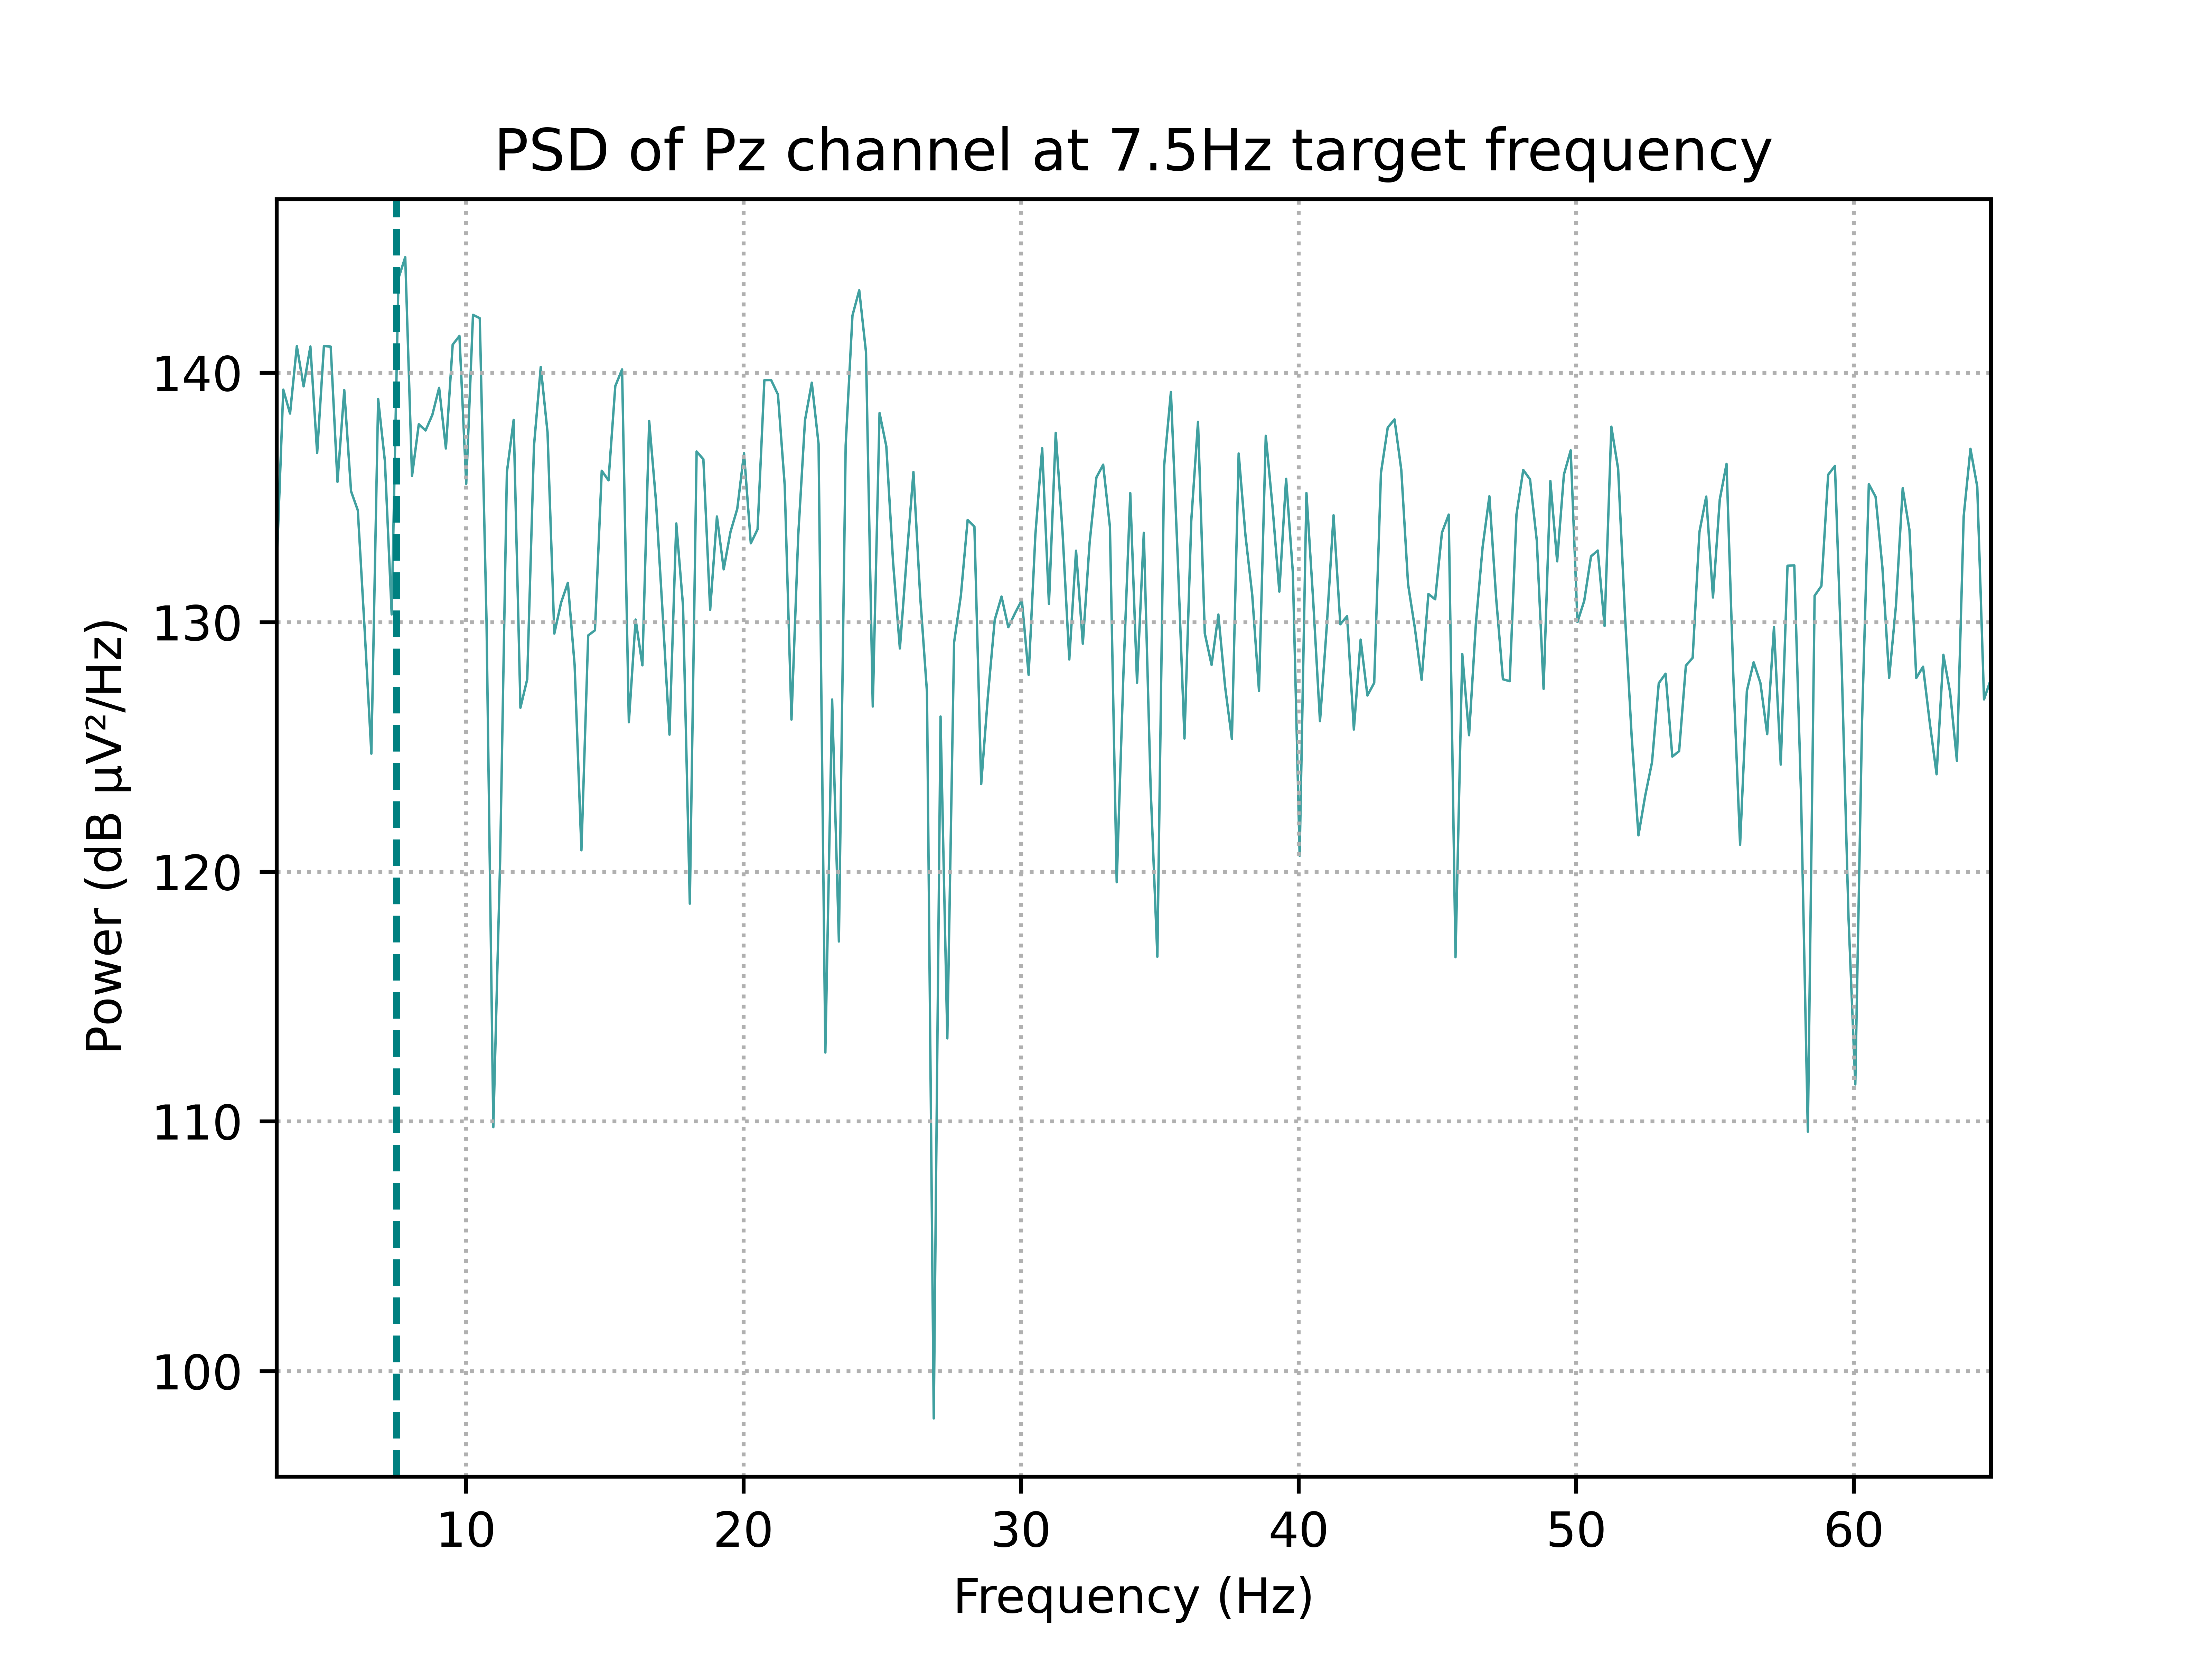 PSD of Pz channel at 7.5Hz target frequency
140
130
120
110
100
Power (dB µV²/Hz)
10 20 30 40 50 60
Frequency (Hz)